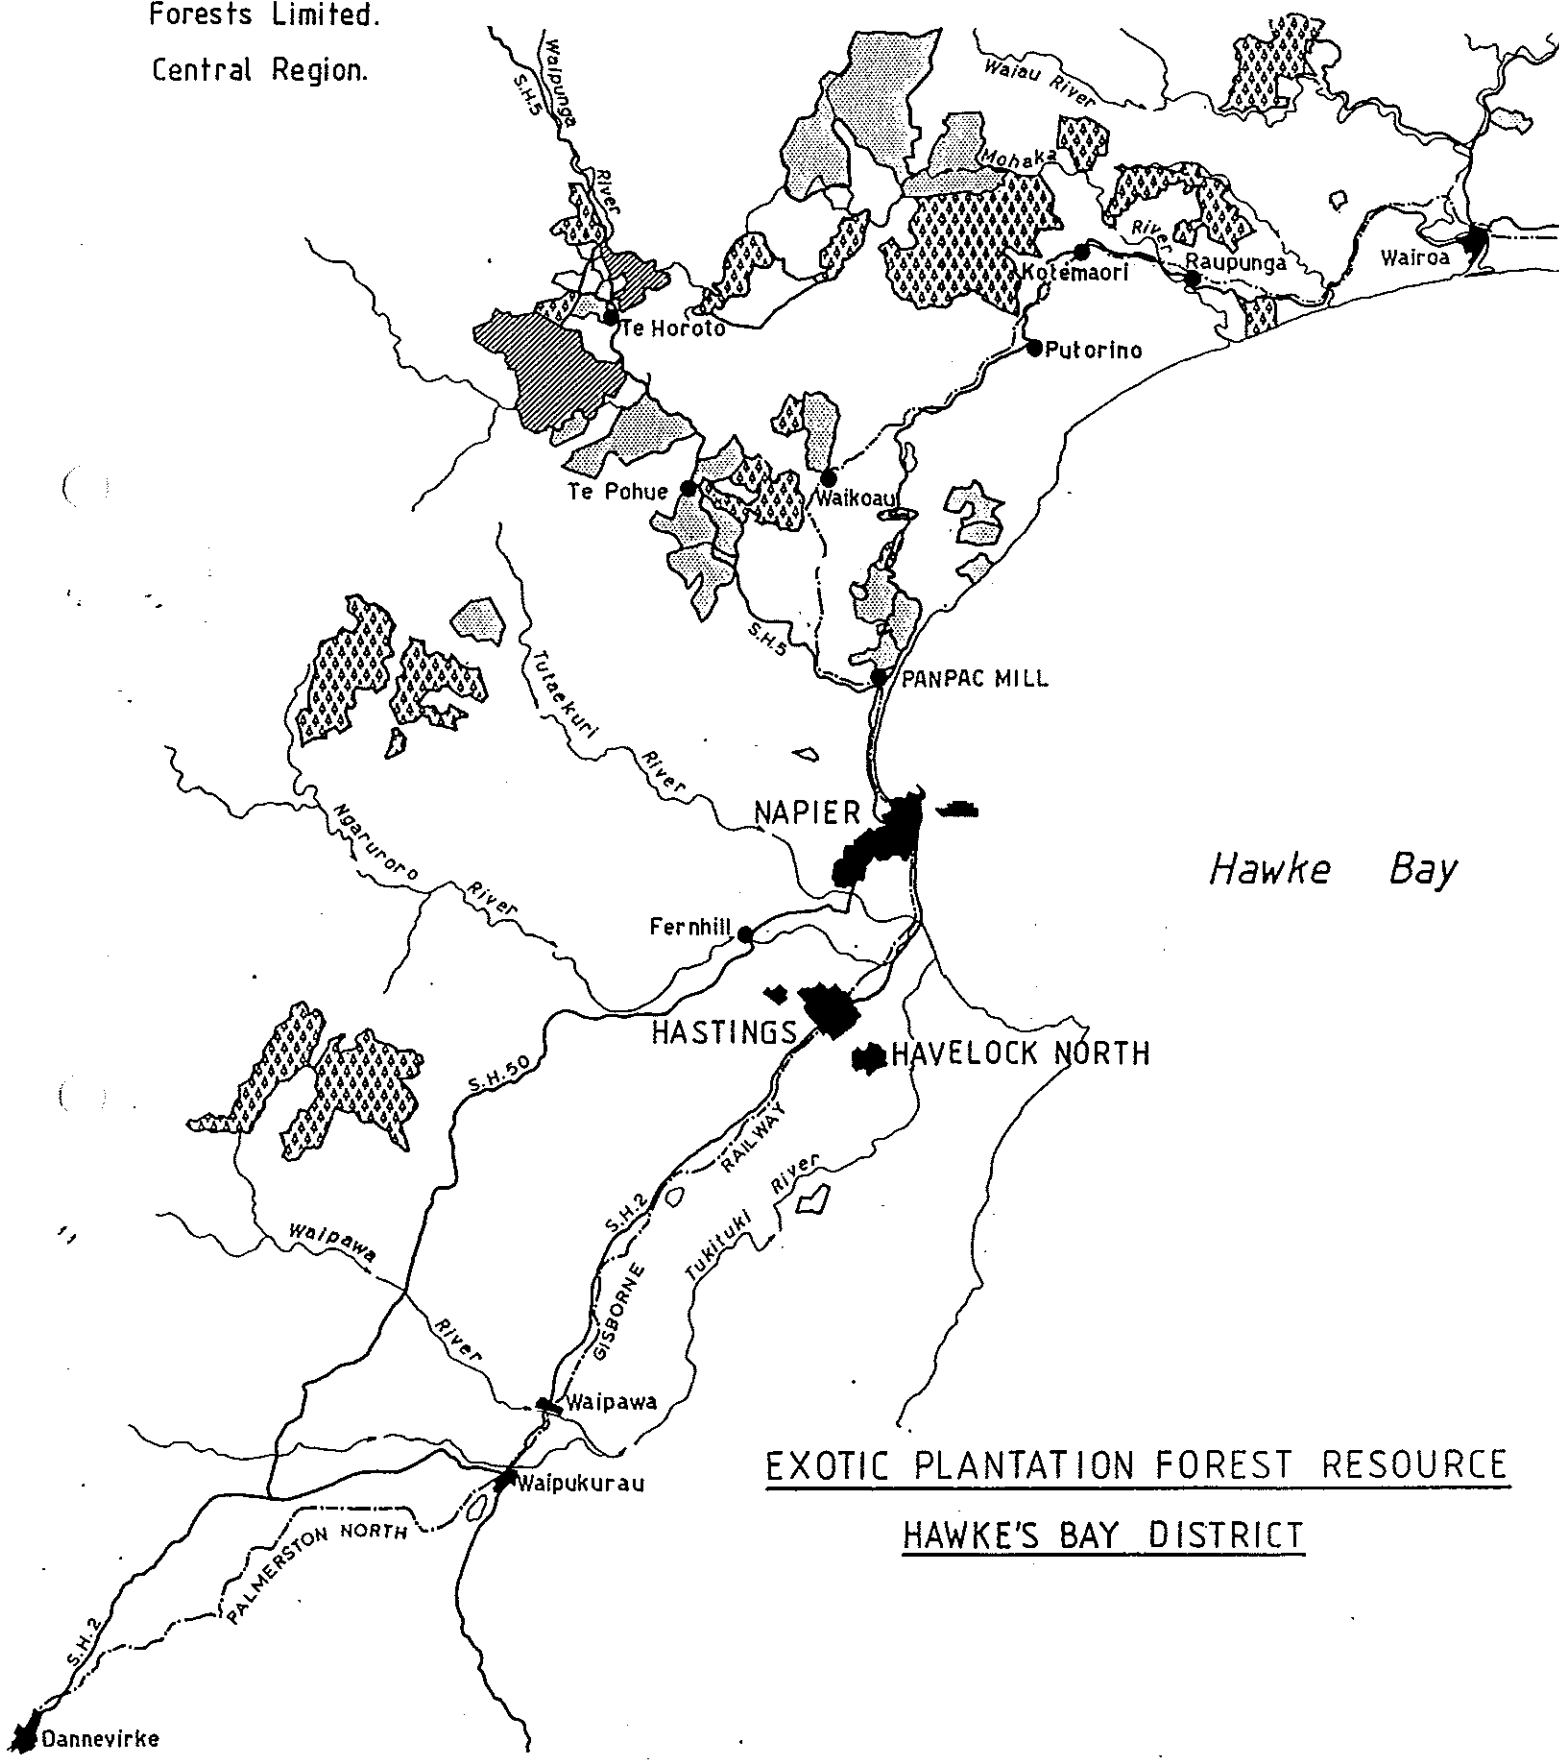 Forests Limited.
Central Region.
Waipunga
S.H.5
River
Waiau River
Mohaka
River
Kotemaori
Raupunga
Wairoa
Te Horoto
Putorino
Te Pohue
Waikoau
S.H.5
PANPAC MILL
Tutaekuri
River
NAPIER
Hawke Bay
Ngaruroro
River
Fernhill
HASTINGS
HAVELOCK NORTH
S.H.50
RAILWAY
River
S.H.2
Tukituki
Waipawa
GISBORNE
River
Waipawa
EXOTIC PLANTATION FOREST RESOURCE
Waipukurau
HAWKE'S BAY DISTRICT
PALMERSTON NORTH
S.H.2
Dannevirke